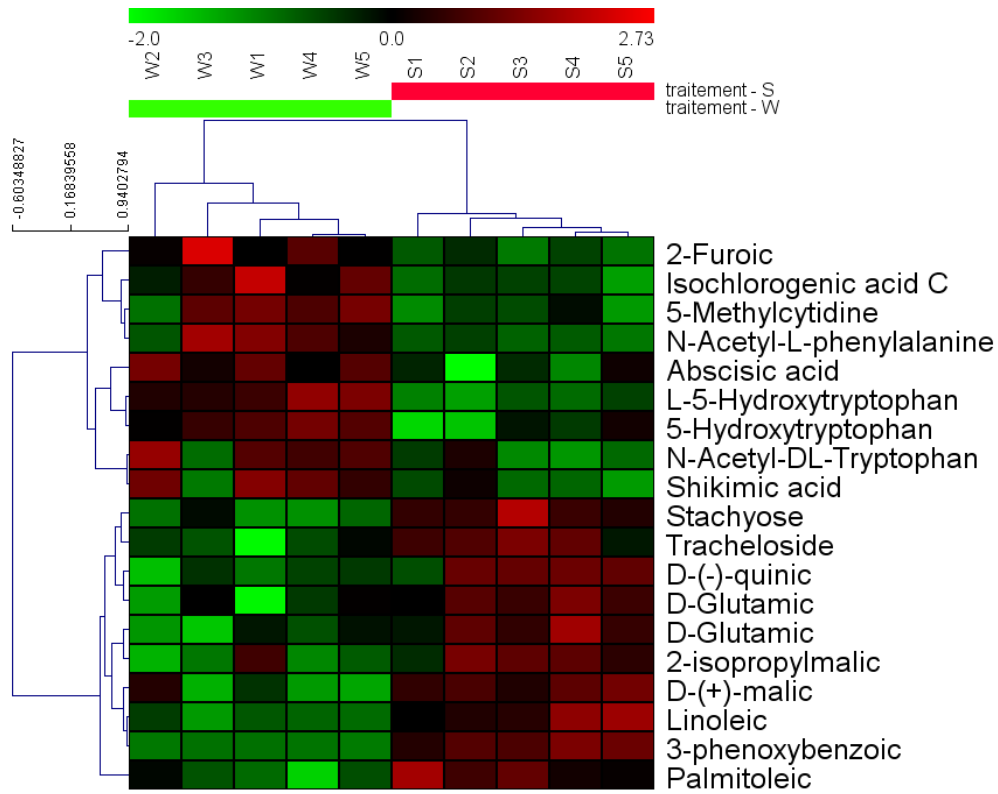 -2.0 0.0 2.73
W2 W3 W1 W4 W5 S1 S2 S3 S4 S5
traitement - S
traitement - W
-0.60348827 0.16839558 0.9402794
2-Furoic
Isochlorogenic acid C
5-Methylcytidine
N-Acetyl-L-phenylalanine
Abscisic acid
L-5-Hydroxytryptophan
5-Hydroxytryptophan
N-Acetyl-DL-Tryptophan
Shikimic acid
Stachyose
Tracheloside
D-(-)-quinic
D-Glutamic
D-Glutamic
2-isopropylmalic
D-(+)-malic
Linoleic
3-phenoxybenzoic
Palmitoleic